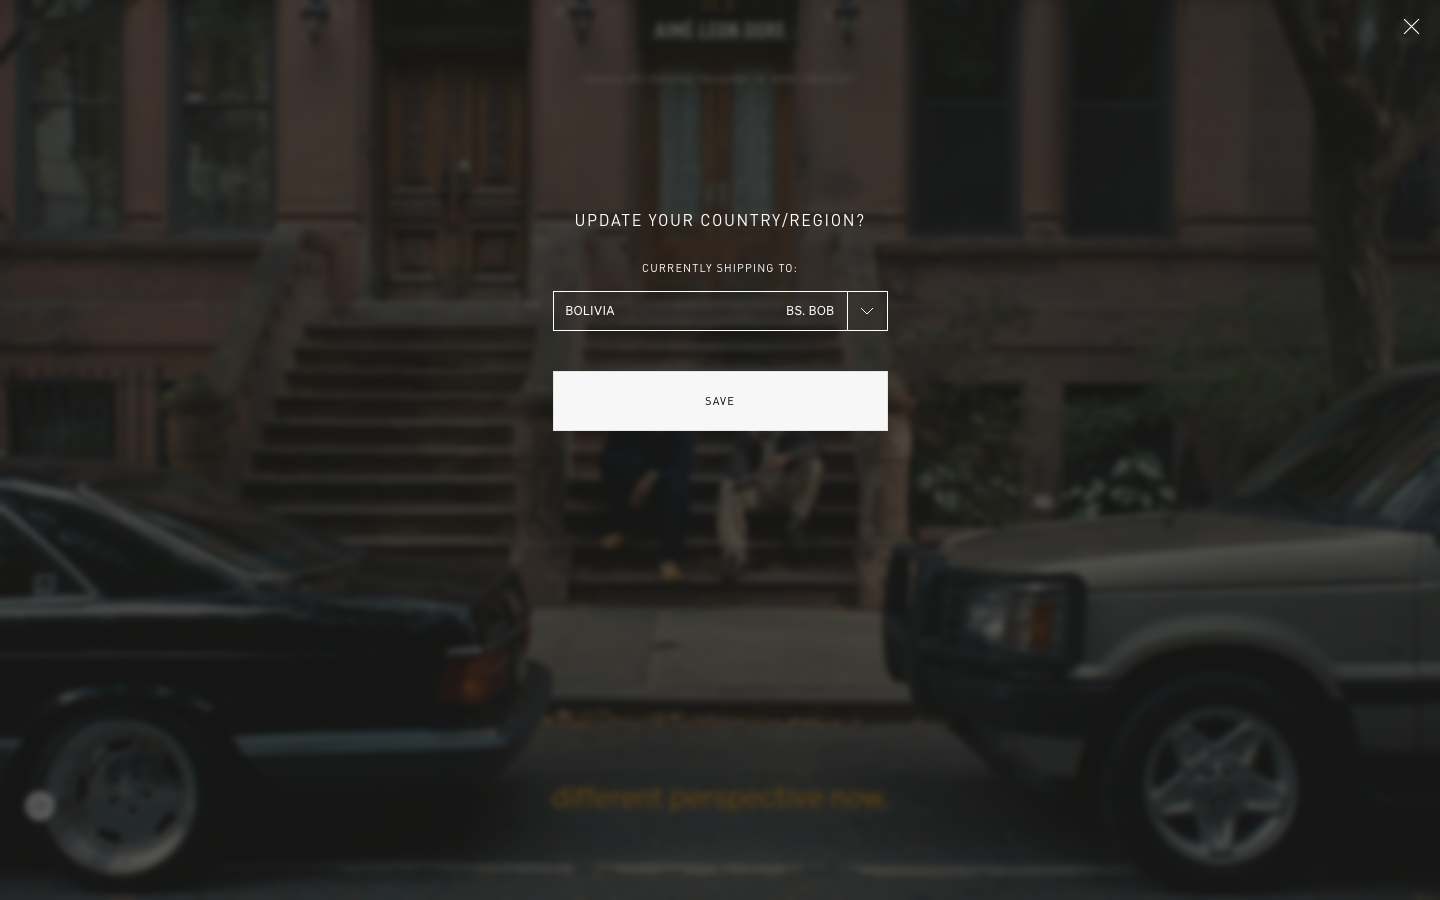 AIMÉ LEON DORE
UPDATE YOUR COUNTRY/REGION?
CURRENTLY SHIPPING TO:
BOLIVIA BS. BOB
SAVE
different perspective now.